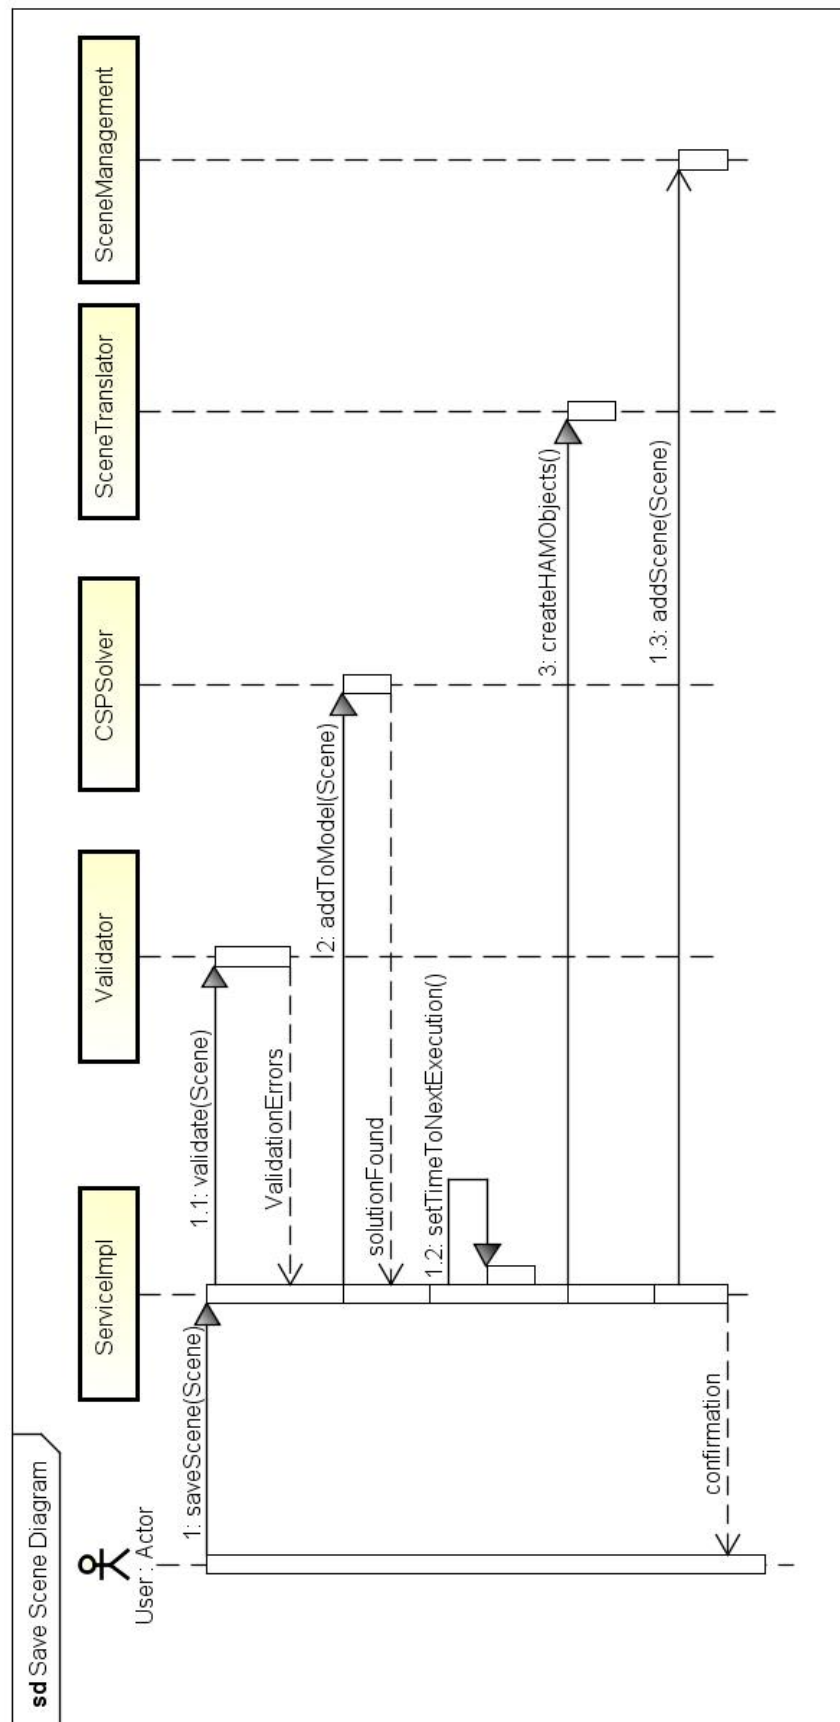 sd Save Scene Diagram
User : Actor
ServiceImpl
Validator
CSPSolver
SceneTranslator
SceneManagement
1: saveScene(Scene)
1.1: validate(Scene)
ValidationErrors
2: addToModel(Scene)
solutionFound
1.2: setTimeToNextExecution()
3: createHAMObjects()
1.3: addScene(Scene)
confirmation